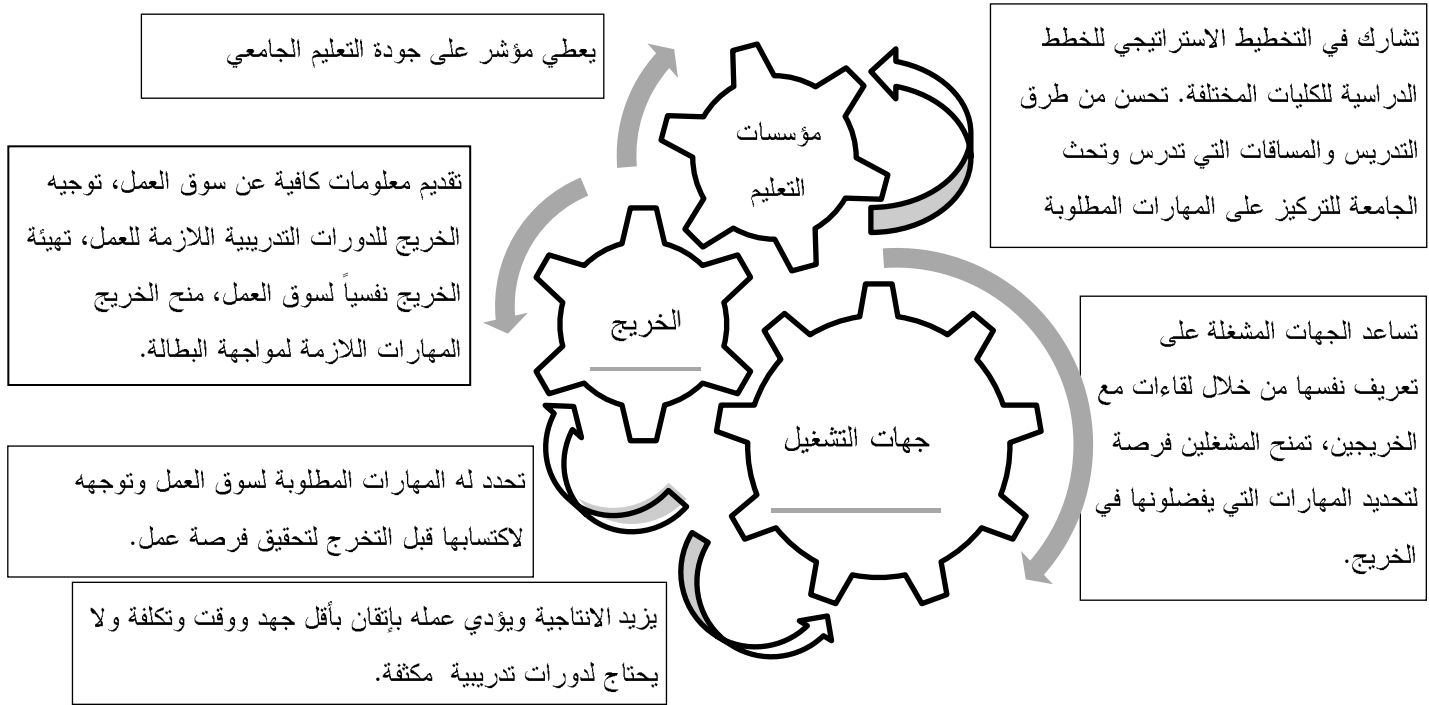 تشارك في التخطيط الاستراتيجي للخطط
الدراسية للكليات المختلفة. تحسن من طرق
التدريس والمساقات التي تدرس وتحث
الجامعة للتركيز على المهارات المطلوبة
يعطي مؤشر على جودة التعليم الجامعي
مؤسسات
التعليم
تقديم معلومات كافية عن سوق العمل، توجيه
الخريج للدورات التدريبية اللازمة للعمل، تهيئة
الخريج نفسياً لسوق العمل، منح الخريج
المهارات اللازمة لمواجهة البطالة.
الخريج
تساعد الجهات المشغلة على
تعريف نفسها من خلال لقاءات مع
الخريجين، تمنح المشغلين فرصة
لتحديد المهارات التي يفضلونها في
الخريج.
جهات التشغيل
تحدد له المهارات المطلوبة لسوق العمل وتوجهه
لاكتسابها قبل التخرج لتحقيق فرصة عمل.
يزيد الانتاجية ويؤدي عمله بإتقان بأقل جهد ووقت وتكلفة ولا
يحتاج لدورات تدريبية مكثفة.